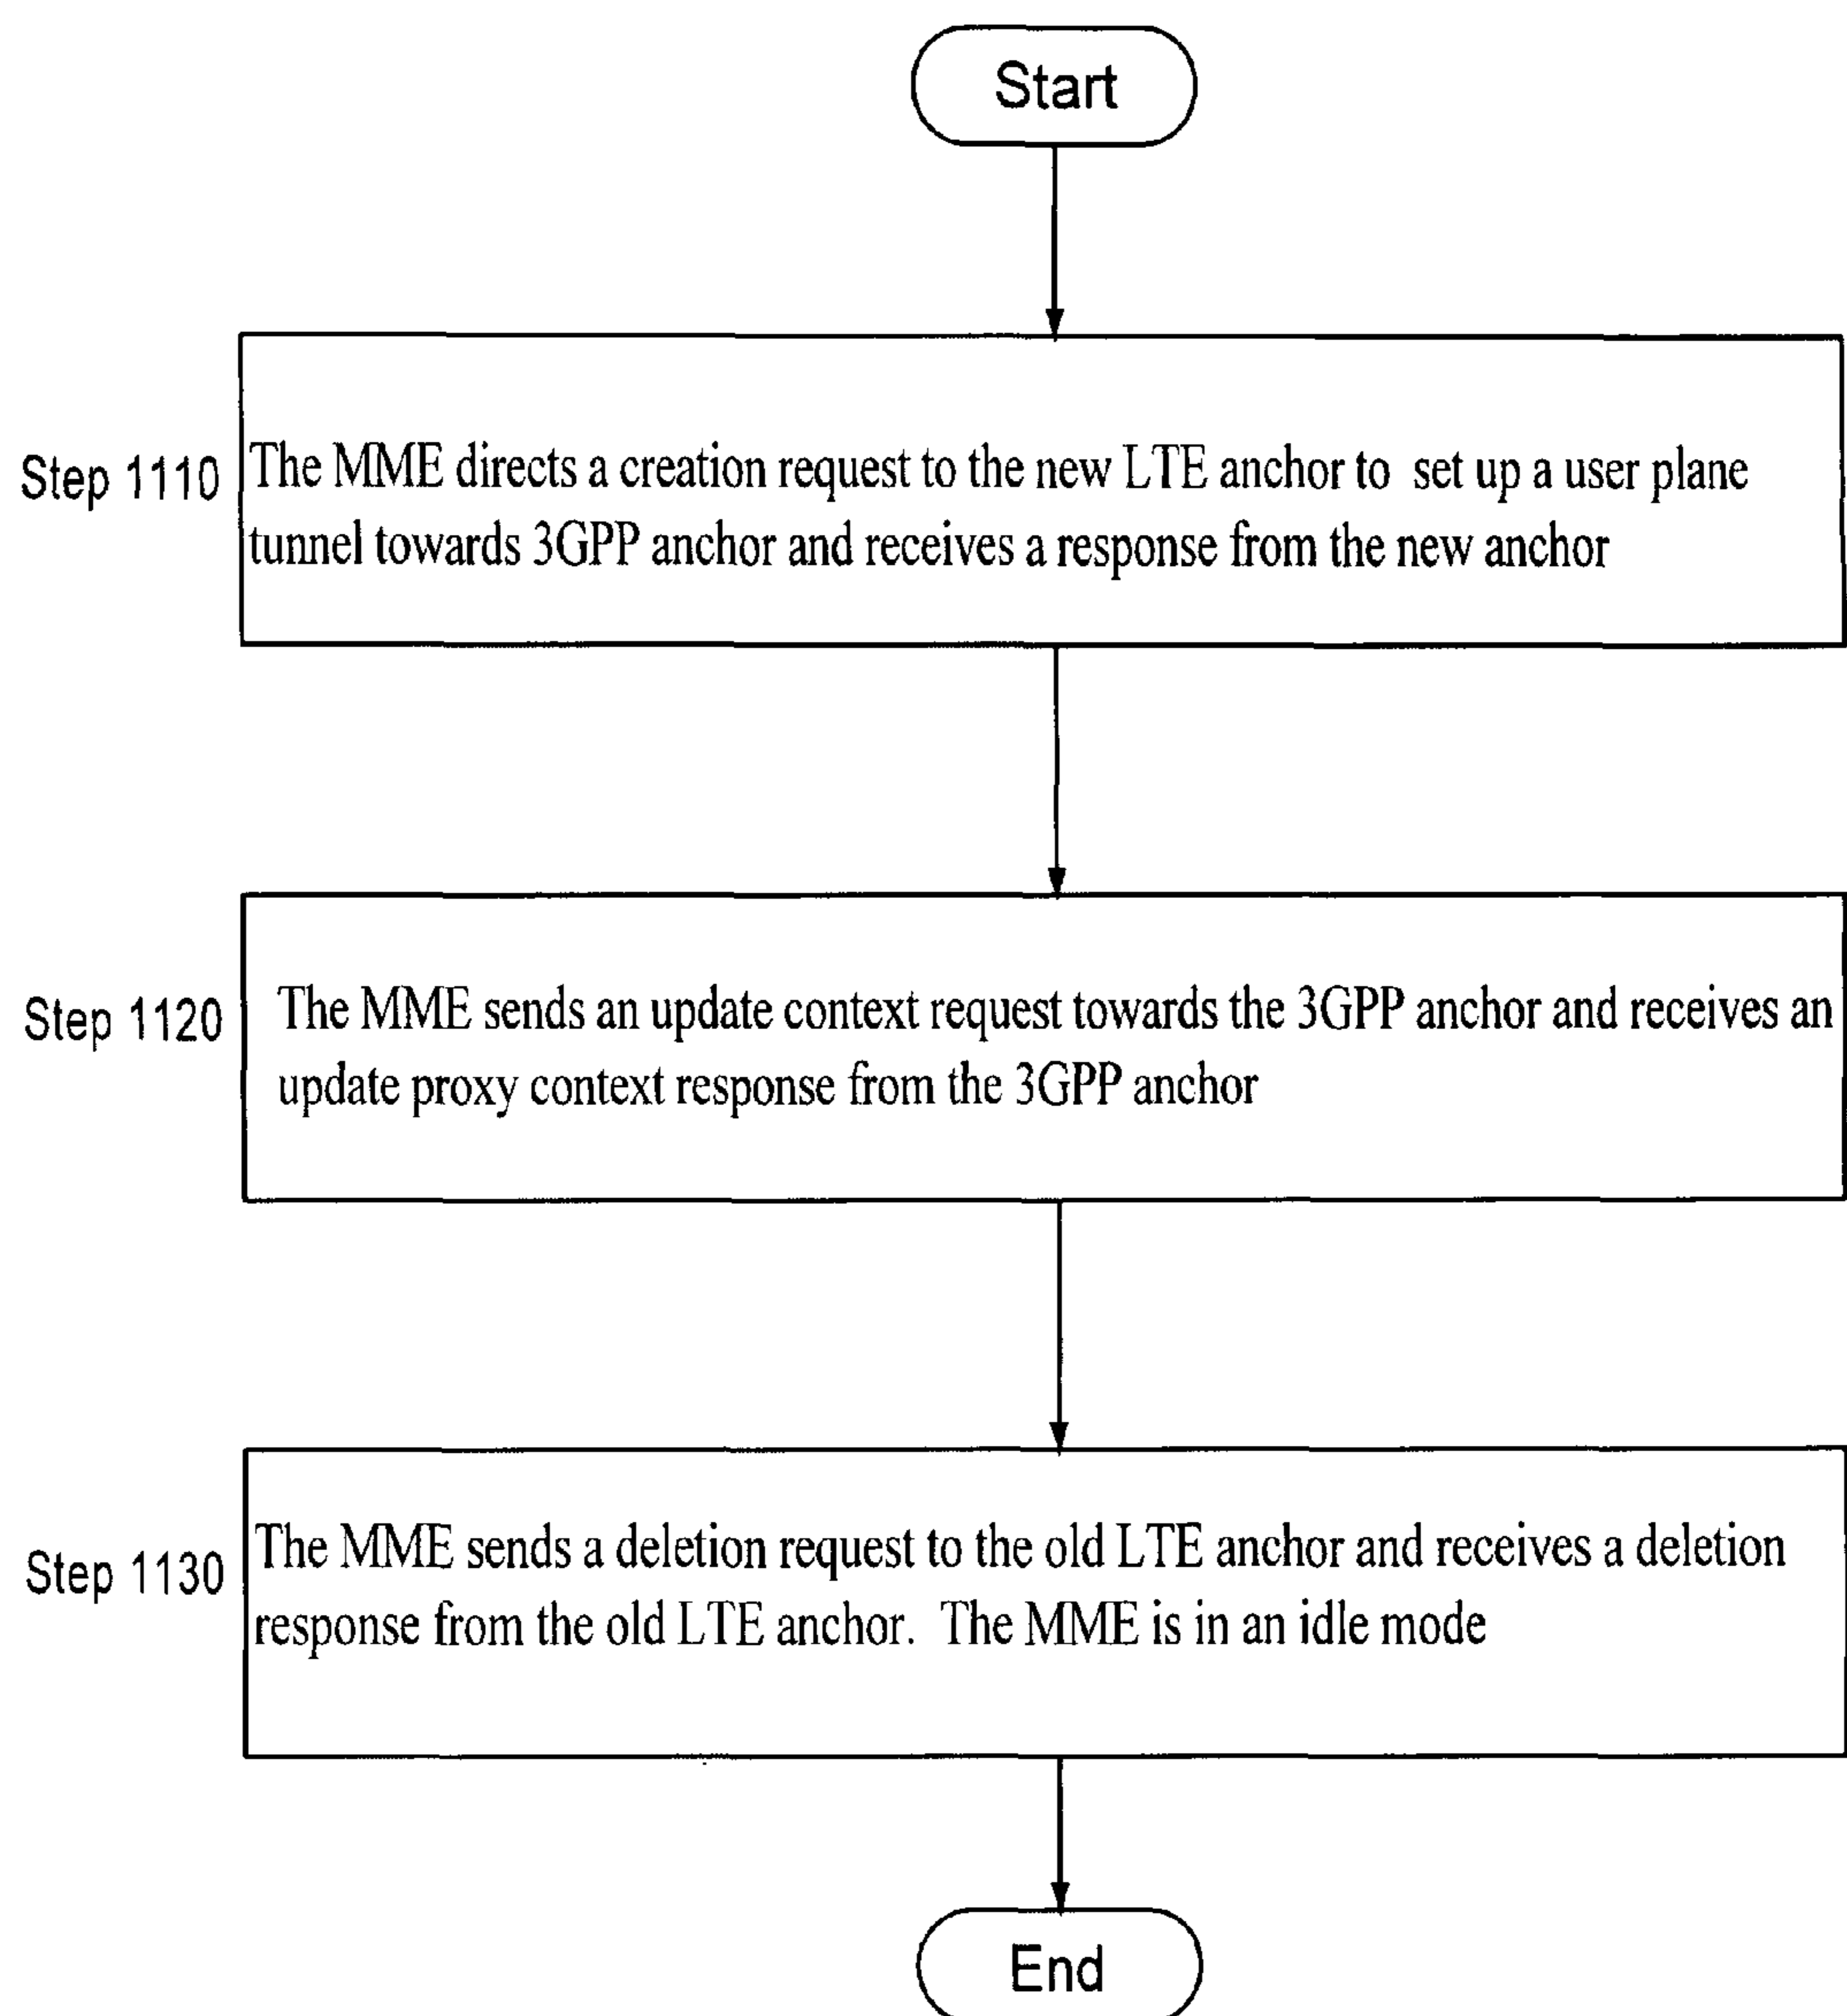 Start
Step 1110
The MME directs a creation request to the new LTE anchor to set up a user plane
tunnel towards 3GPP anchor and receives a response from the new anchor
Step 1120
The MME sends an update context request towards the 3GPP anchor and receives an
update proxy context response from the 3GPP anchor
Step 1130
The MME sends a deletion request to the old LTE anchor and receives a deletion
response from the old LTE anchor. The MME is in an idle mode
End